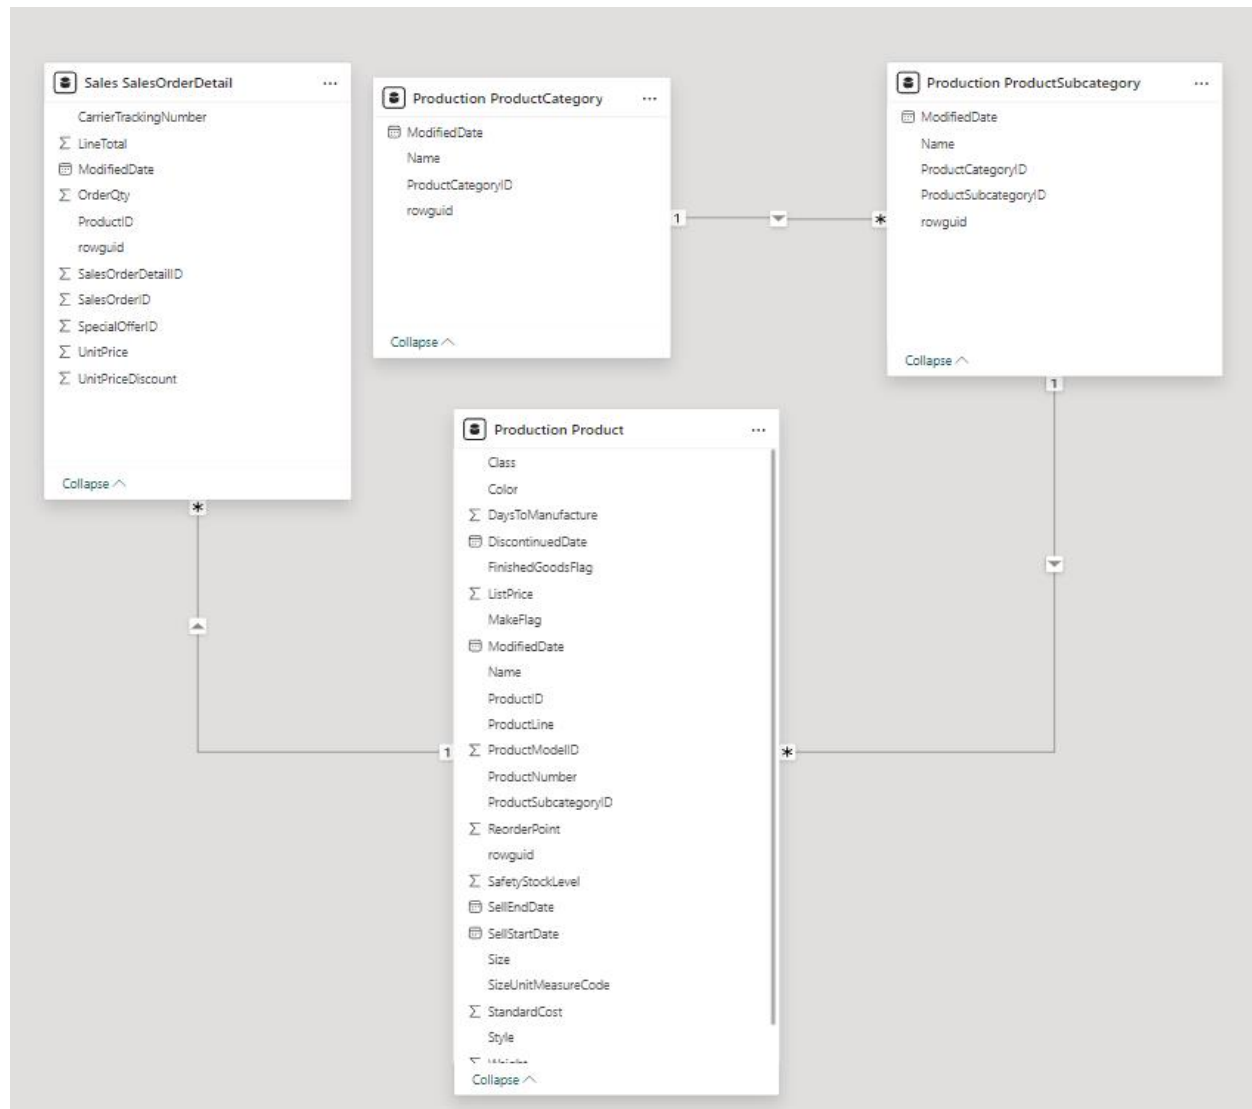 Sales SalesOrderDetail
CarrierTrackingNumber
LineTotal
ModifiedDate
OrderQty
ProductID
rowguid
SalesOrderDetailID
SalesOrderID
SpecialOfferID
UnitPrice
UnitPriceDiscount
Collapse
Production ProductCategory
ModifiedDate
Name
ProductCategoryID
rowguid
Collapse
1
*
Production ProductSubcategory
ModifiedDate
Name
ProductCategoryID
ProductSubcategoryID
rowguid
Collapse
1
*
Production Product
Class
Color
DaysToManufacture
DiscontinuedDate
FinishedGoodsFlag
ListPrice
MakeFlag
ModifiedDate
Name
ProductID
ProductLine
1
ProductModelID
*
ProductNumber
ProductSubcategoryID
ReorderPoint
rowguid
SafetyStockLevel
SellEndDate
SellStartDate
Size
SizeUnitMeasureCode
StandardCost
Style
Collapse